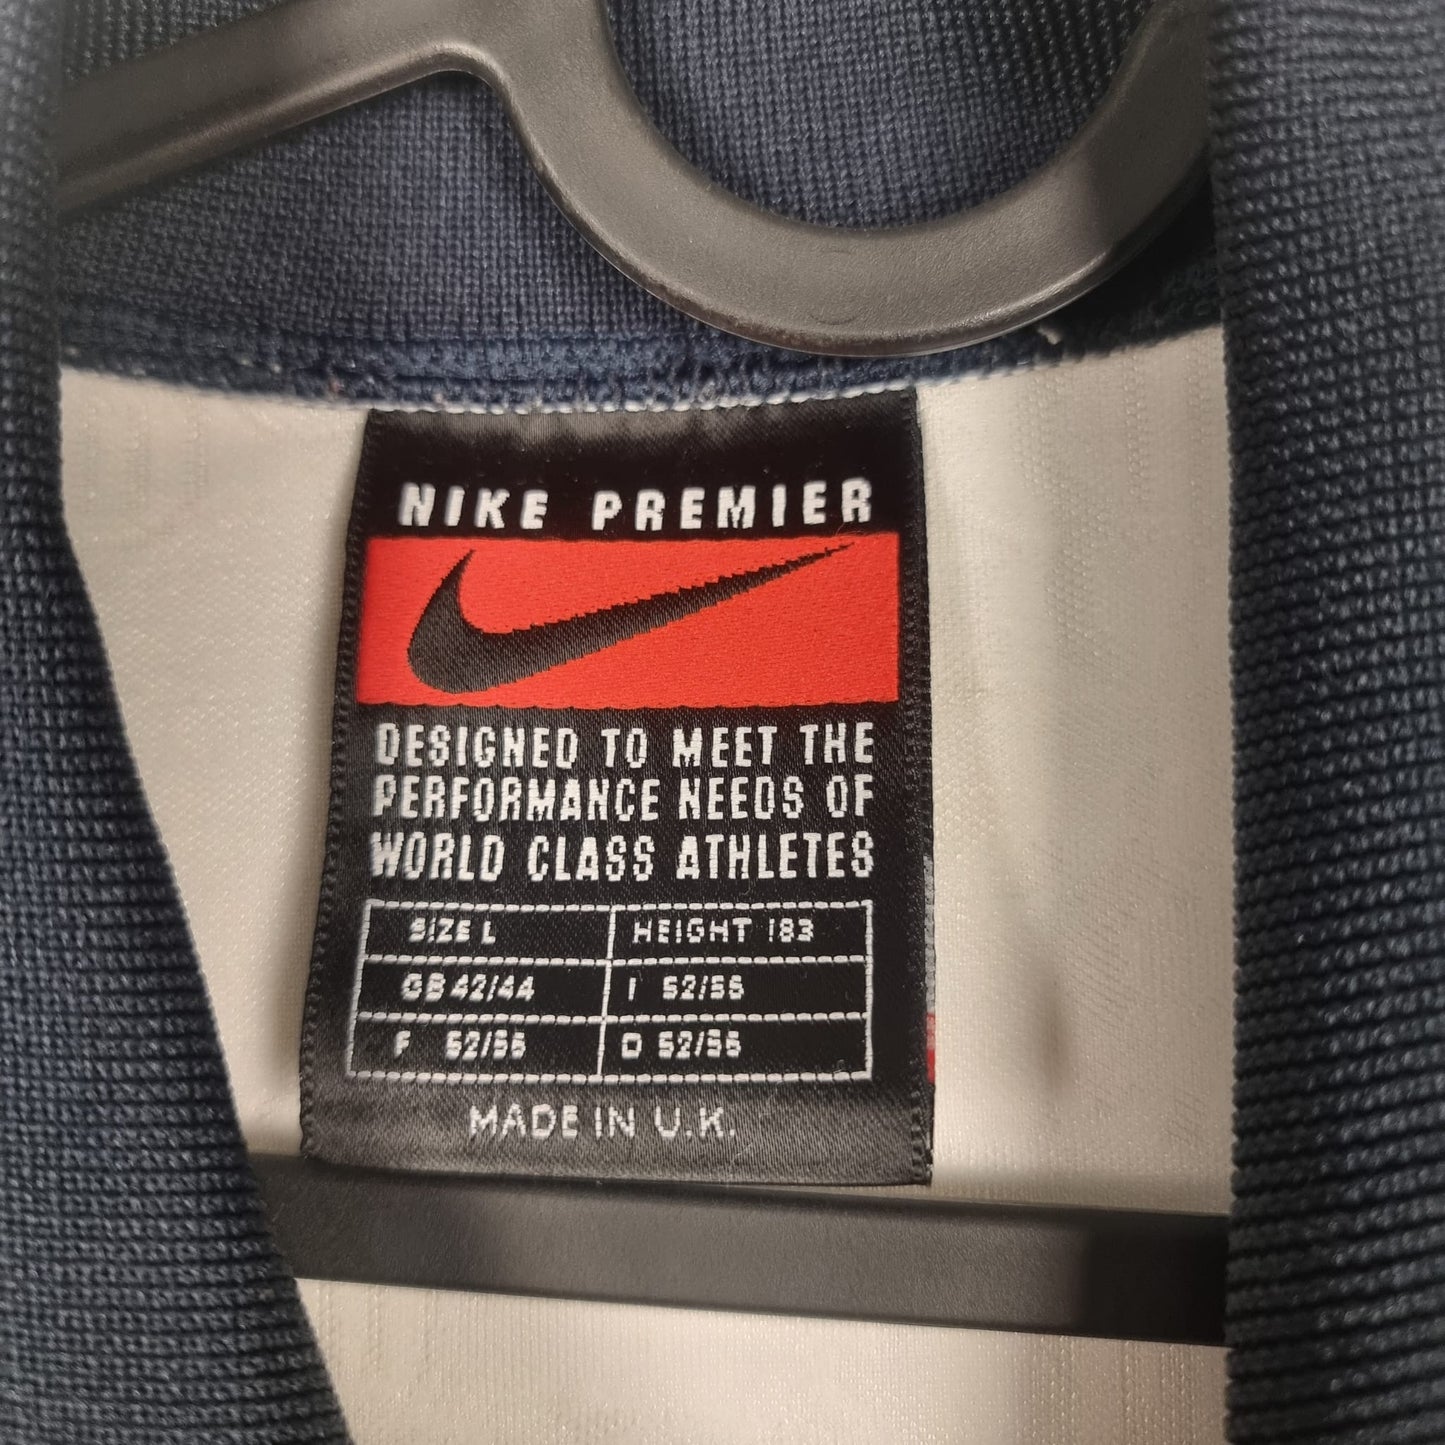 NIKE PREMIER
DESIGNED TO MEET THE
PERFORMANCE NEEDS OF
WORLD CLASS ATHLETES
SIZE L HEIGHT 183
GB 42/44 I 52/56
F 52/56 D 52/56
MADE IN U.K.